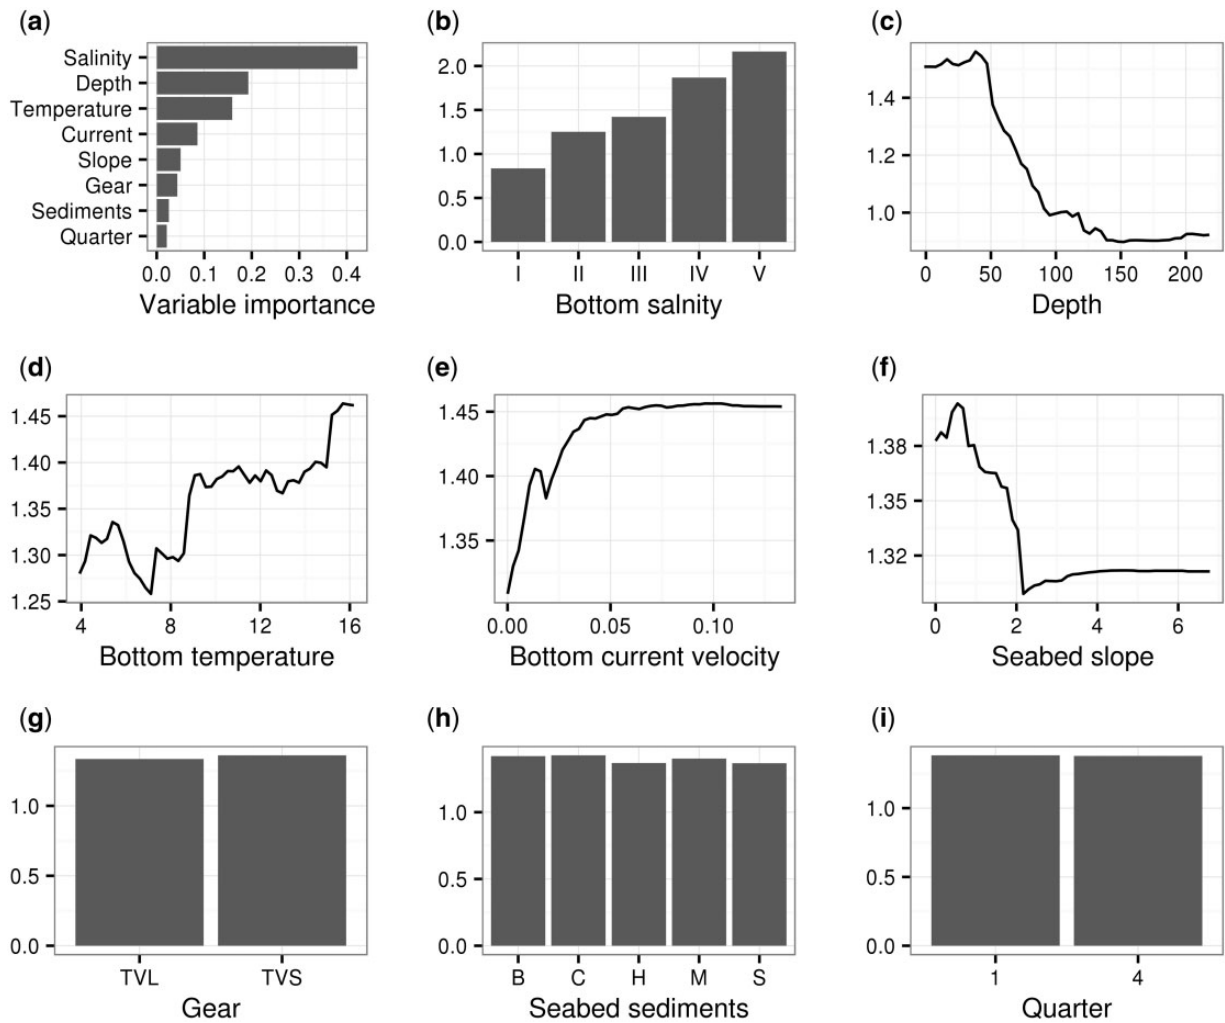 (a)
Salinity
Depth
Temperature
Current
Slope
Gear
Sediments
Quarter
0.0 0.1 0.2 0.3 0.4
Variable importance
(b)
2.0
1.5
1.0
0.5
0.0
I II III IV V
Bottom salnity
(c)
1.4
1.2
1.0
0 50 100 150 200
Depth
(d)
1.45
1.40
1.35
1.30
1.25
4 8 12 16
Bottom temperature
(e)
1.45
1.40
1.35
0.00 0.05 0.10
Bottom current velocity
(f)
1.38
1.35
1.32
0 2 4 6
Seabed slope
(g)
1.0
0.5
0.0
TVL TVS
Gear
(h)
1.0
0.5
0.0
B C H M S
Seabed sediments
(i)
1.0
0.5
0.0
1 4
Quarter